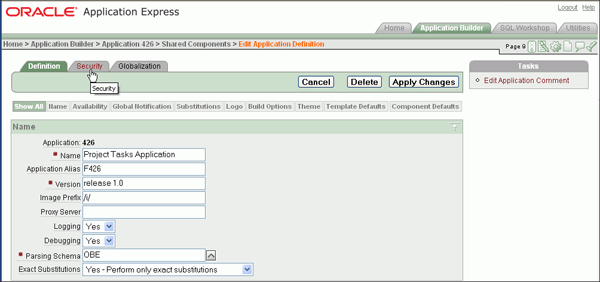 ORACLE Application Express
Logout Help
Home Application Builder SQL Workshop Utilities
Home > Application Builder > Application 426 > Shared Components > Edit Application Definition
Page 9
Definition Security Globalization
Security
Cancel Delete Apply Changes
Tasks
Edit Application Comment
Show All Name Availability Global Notification Substitutions Logo Build Options Theme Template Defaults Component Defaults
Name
Application: 426
Name Project Tasks Application
Application Alias F426
Version release 1.0
Image Prefix /i/
Proxy Server
Logging Yes
Debugging Yes
Parsing Schema OBE
Exact Substitutions Yes - Perform only exact substitutions